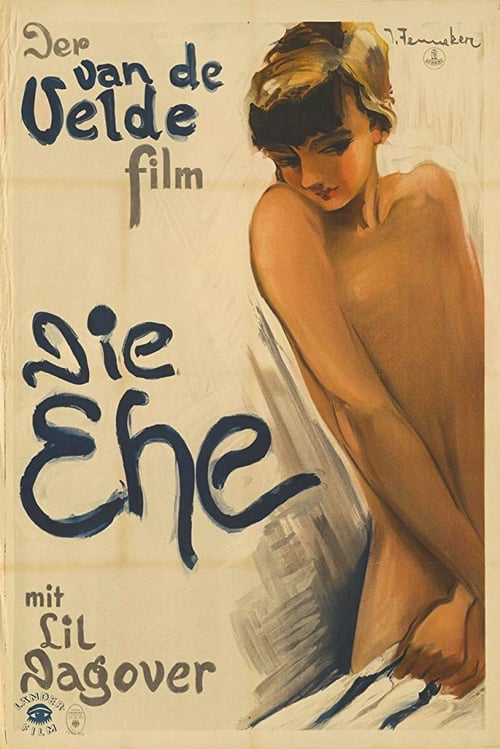 Der
van de
Velde
film
J. Fenneker
Die
Ehe
mit
Lil
Dagover
LÄNDER-
FILM